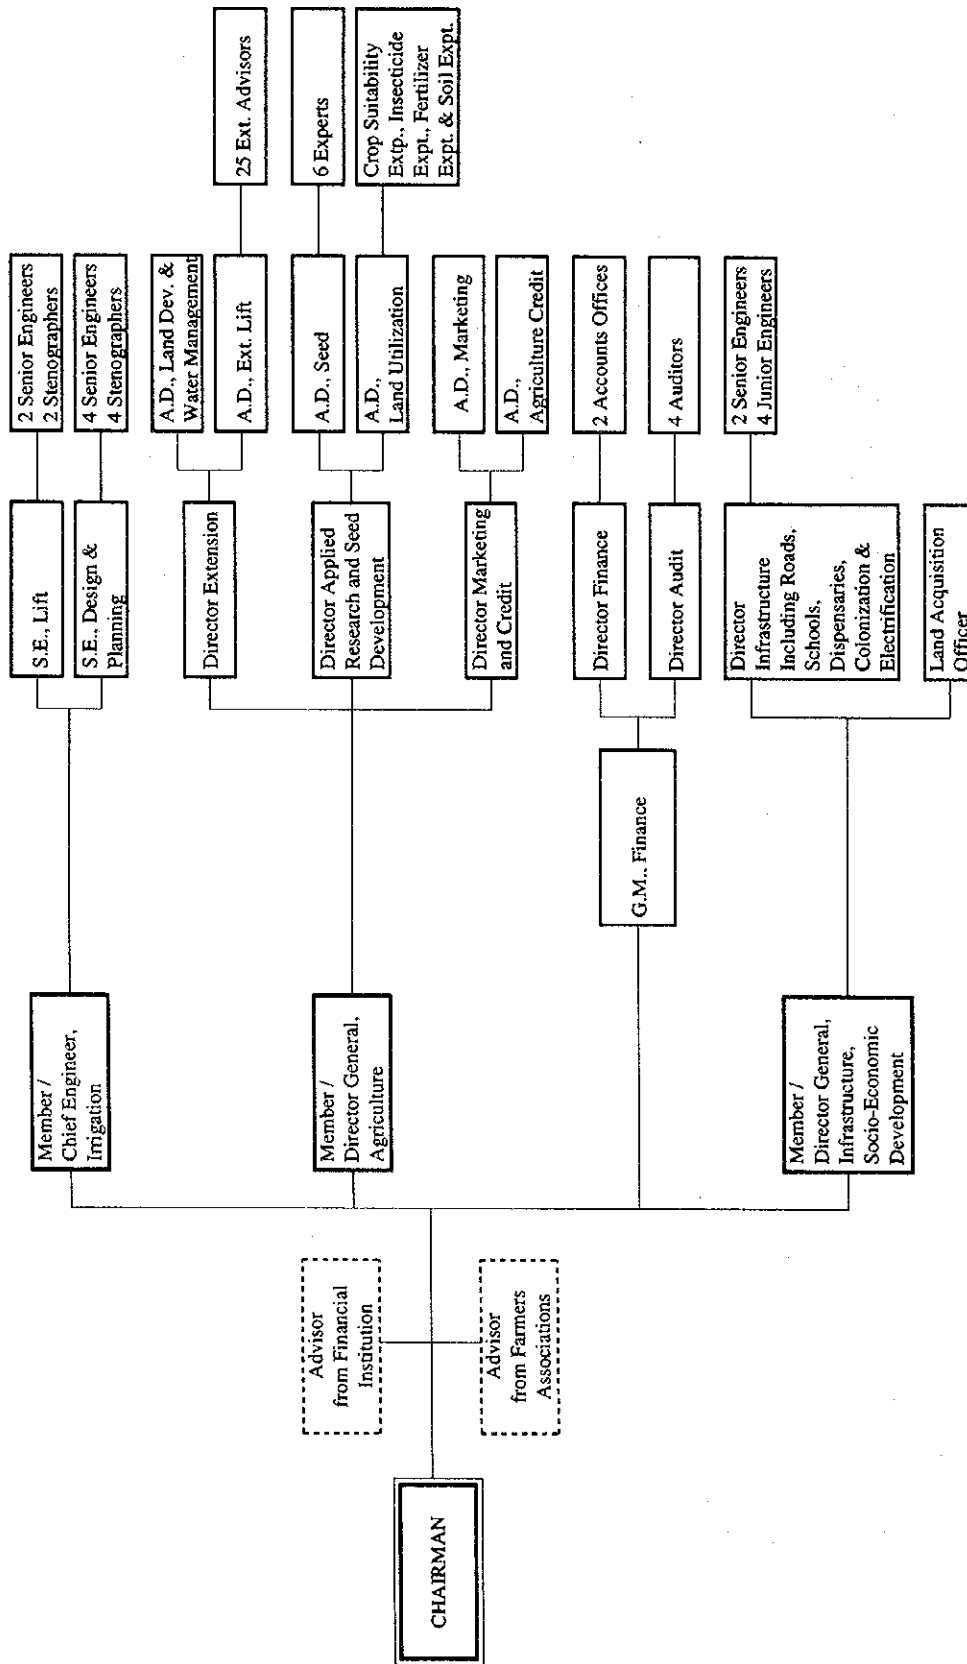 CHAIRMAN
Advisor
from Financial
Institution
Advisor
from Farmers
Associations
Member /
Chief Engineer,
Irrigation
Member /
Director General,
Agriculture
G.M.. Finance
Member /
Director General,
Infrastructure,
Socio-Economic
Development
S.E., Lift
S.E., Design &
Planning
Director Extension
Director Applied
Research and Seed
Development
Director Marketing
and Credit
Director Finance
Director Audit
Director
Infrastructure
Including Roads,
Schools,
Dispensaries,
Colonization &
Electrification
Land Acquisition
Officer
2 Senior Engineers
2 Stenographers
4 Senior Engineers
4 Stenographers
A.D., Land Dev. &
Water Management
A.D., Ext. Lift
A.D., Seed
A.D.,
Land Utilization
A.D., Marketing
A.D.,
Agriculture Credit
2 Accounts Offices
4 Auditors
2 Senior Engineers
4 Junior Engineers
25 Ext. Advisors
6 Experts
Crop Suitability
Extp., Insecticide
Expt., Fertilizer
Expt. & Soil Expt.